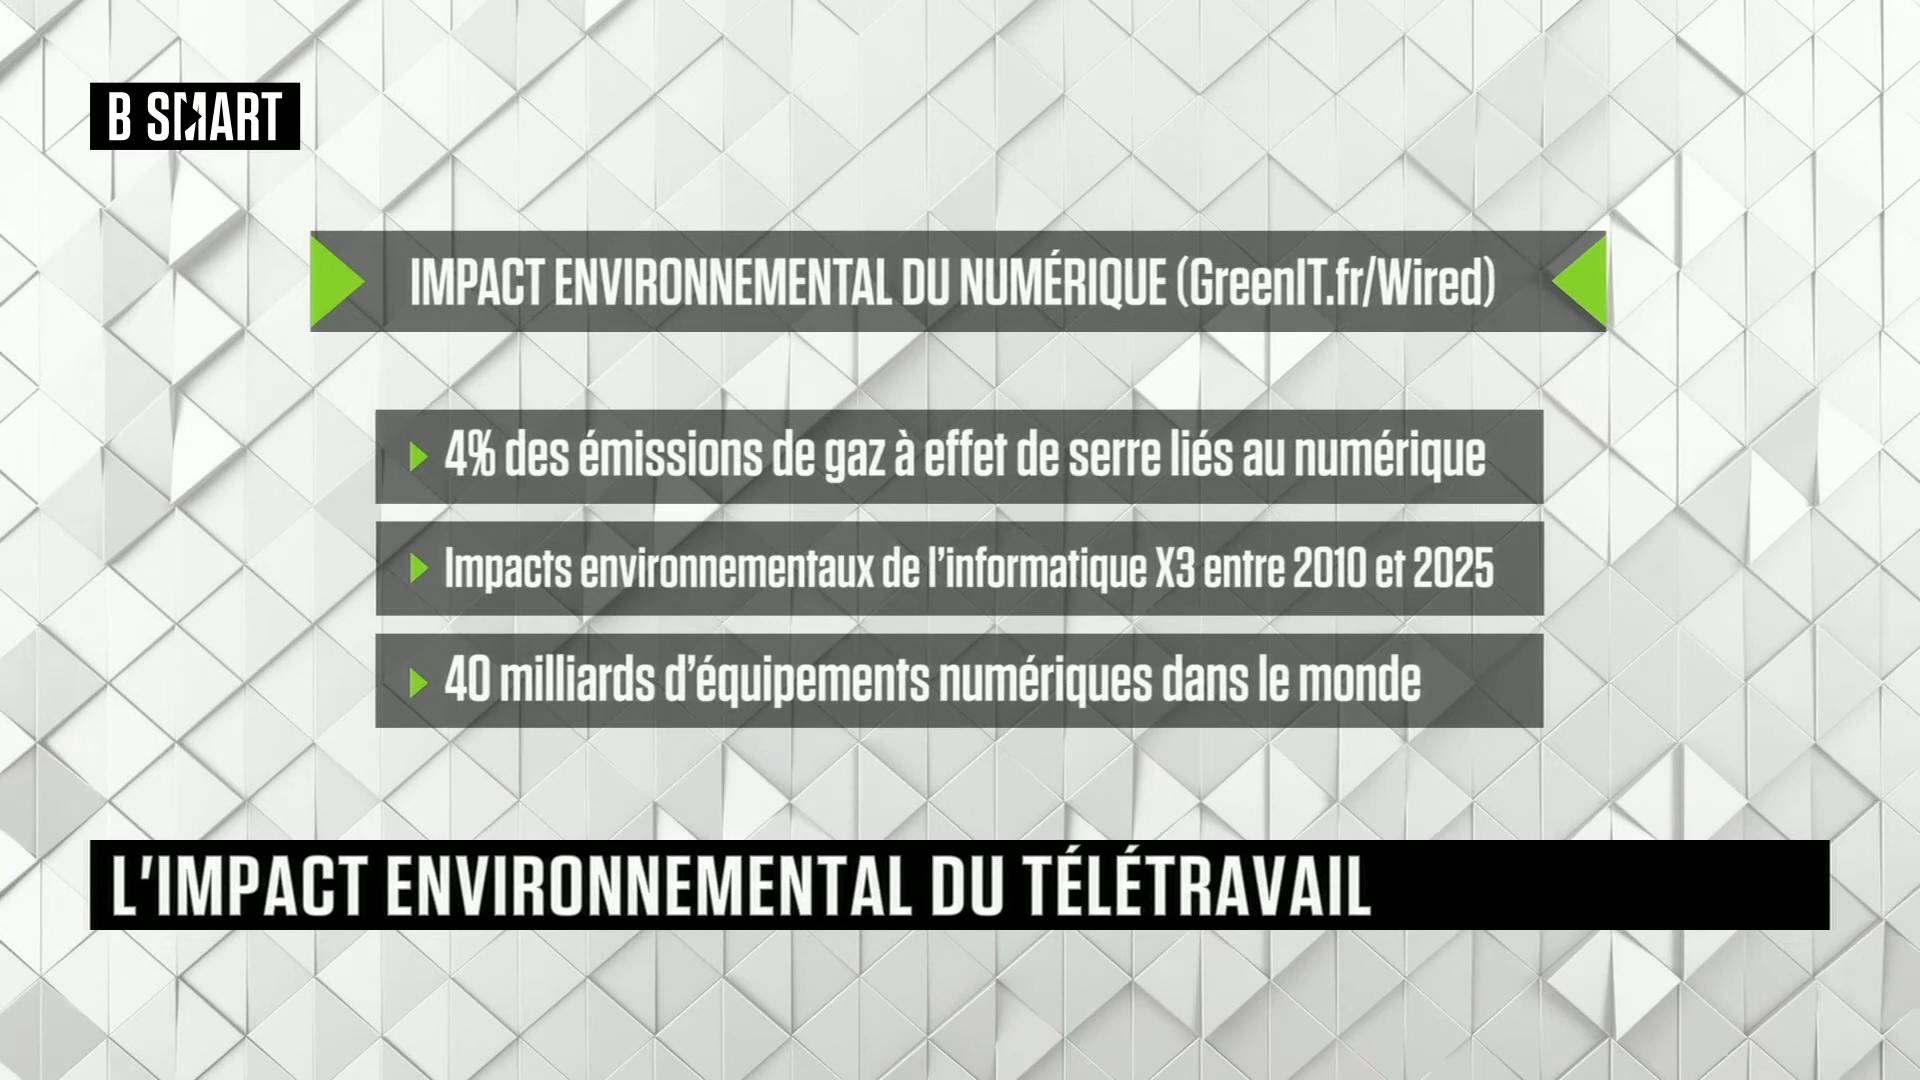 B SMART
IMPACT ENVIRONNEMENTAL DU NUMÉRIQUE (GreenIT.fr/Wired)
4% des émissions de gaz à effet de serre liés au numérique
Impacts environnementaux de l’informatique X3 entre 2010 et 2025
40 milliards d’équipements numériques dans le monde
L’IMPACT ENVIRONNEMENTAL DU TÉLÉTRAVAIL